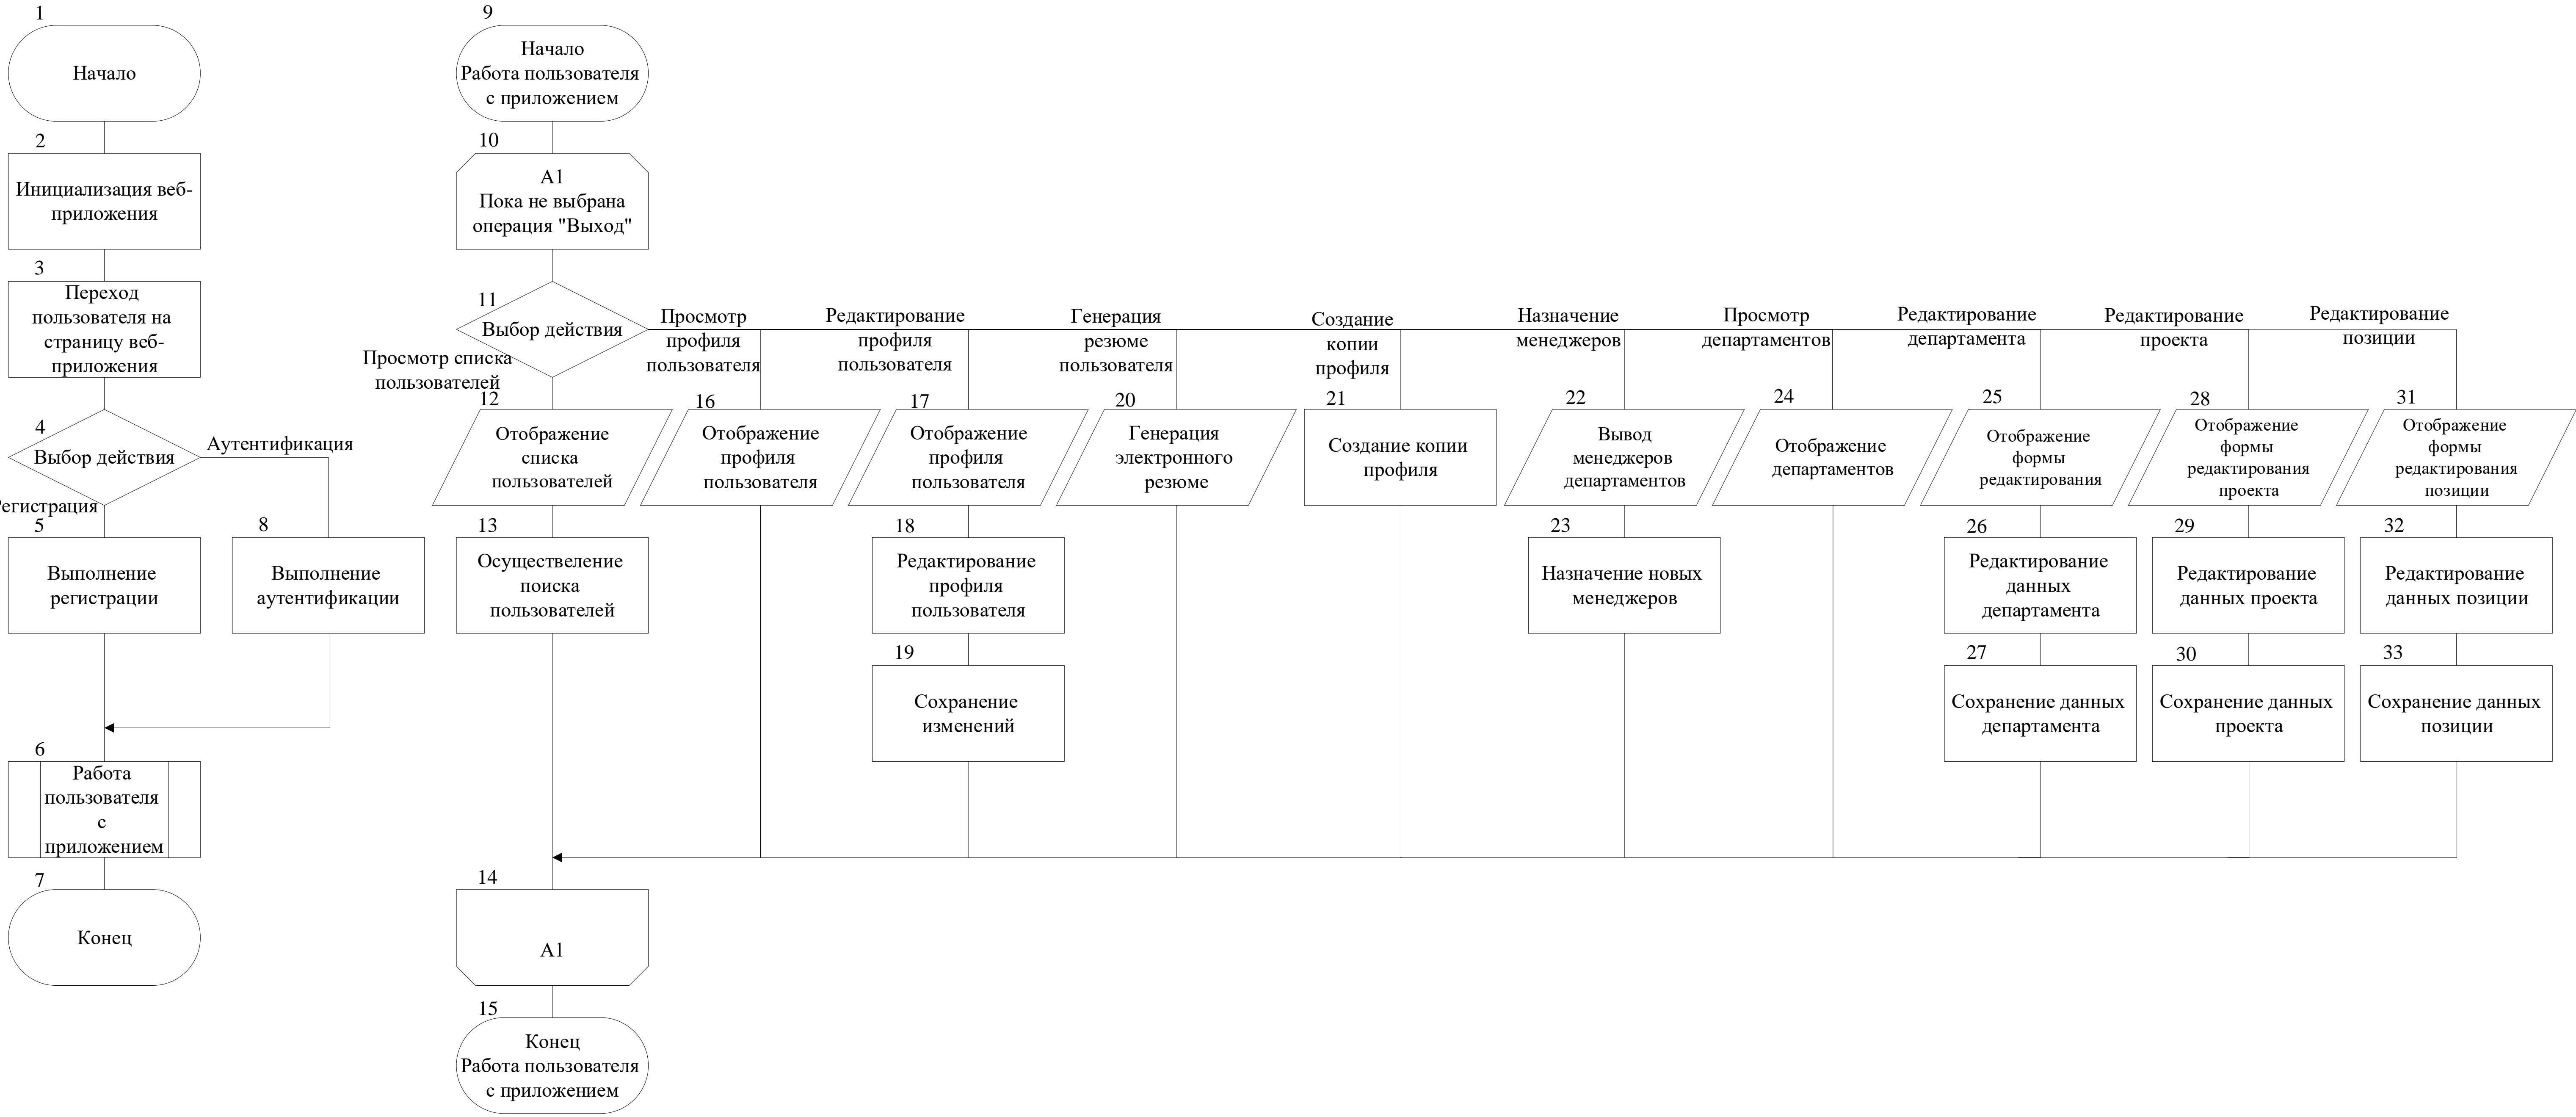 1
Начало
2
Инициализация веб-
приложения
3
Переход
пользователя на
страницу веб-
приложения
4
Выбор действия
Аутентификация
Регистрация
5
Выполнение
регистрации
8
Выполнение
аутентификации
6
Работа
пользователя
с
приложением
7
Конец
9
Начало
Работа пользователя
с приложением
10
А1
Пока не выбрана
операция "Выход"
11
Выбор действия
Просмотр списка
пользователей
12
Отображение
списка
пользователей
13
Осуществеление
поиска
пользователей
14
А1
15
Конец
Работа пользователя
с приложением
Просмотр
профиля
пользователя
16
Отображение
профиля
пользователя
Редактирование
профиля
пользователя
17
Отображение
профиля
пользователя
18
Редактирование
профиля
пользователя
19
Сохранение
изменений
Генерация
резюме
пользователя
20
Генерация
электронного
резюме
Создание
копии
профиля
21
Создание копии
профиля
Назначение
менеджеров
22
Вывод
менеджеров
департаментов
23
Назначение новых
менеджеров
Просмотр
департаментов
24
Отображение
департаментов
Редактирование
департамента
25
Отображение
формы
редактирования
26
Редактирование
данных
департамента
27
Сохранение данных
департамента
Редактирование
проекта
28
Отображение
формы
редактирования
проекта
29
Редактирование
данных проекта
30
Сохранение данных
проекта
Редактирование
позиции
31
Отображение
формы
редактирования
позиции
32
Редактирование
данных позиции
33
Сохранение данных
позиции